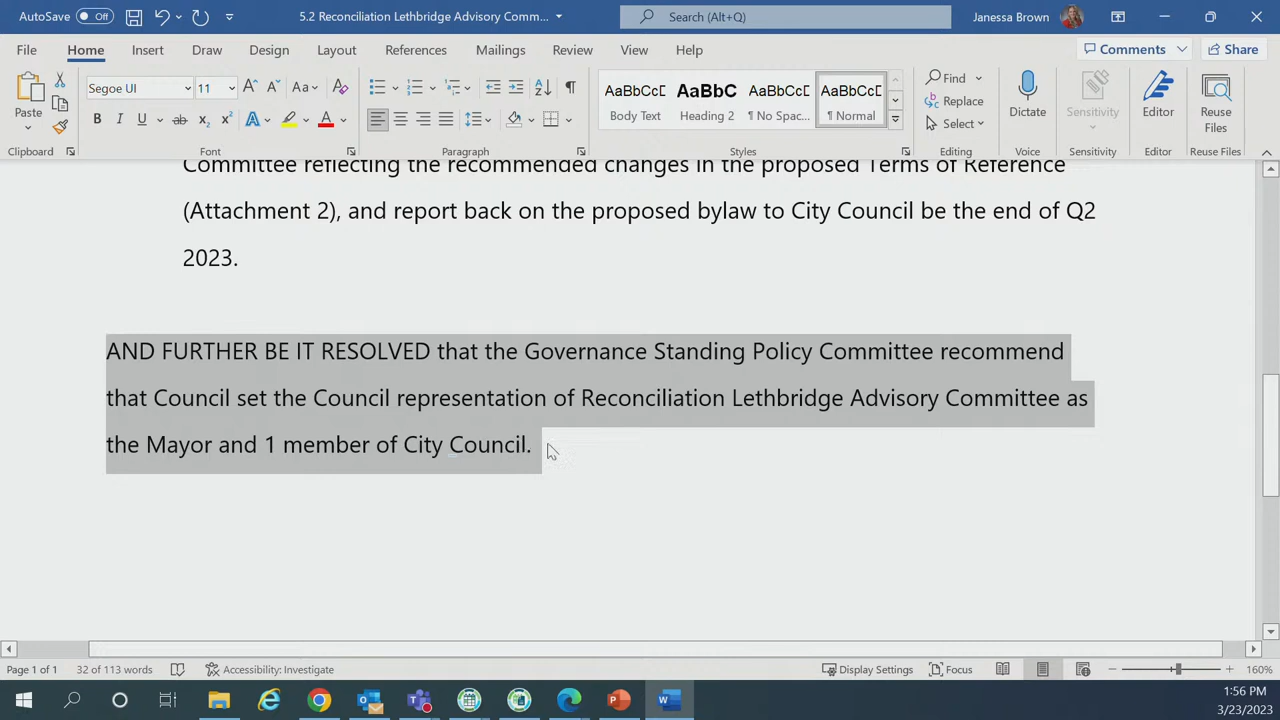 AutoSave Off 5.2 Reconciliation Lethbridge Advisory Comm... Search (Alt+Q) Janessa Brown
File Home Insert Draw Design Layout References Mailings Review View Help Comments Share
Segoe UI 11 Aa AaBbCcD AaBbC AaBbCcD AaBbCcD Find
Paste B I U ab x₂ x² A A Body Text Heading 2 ¶ No Spac... ¶ Normal Replace Dictate Sensitivity Editor Reuse Files
Select
Clipboard Font Paragraph Styles Editing Voice Sensitivity Editor Reuse Files
Committee reflecting the recommended changes in the proposed Terms of Reference
(Attachment 2), and report back on the proposed bylaw to City Council be the end of Q2
2023.
AND FURTHER BE IT RESOLVED that the Governance Standing Policy Committee recommend
that Council set the Council representation of Reconciliation Lethbridge Advisory Committee as
the Mayor and 1 member of City Council.
Page 1 of 1 32 of 113 words Accessibility: Investigate Display Settings Focus 160%
1:56 PM
3/23/2023